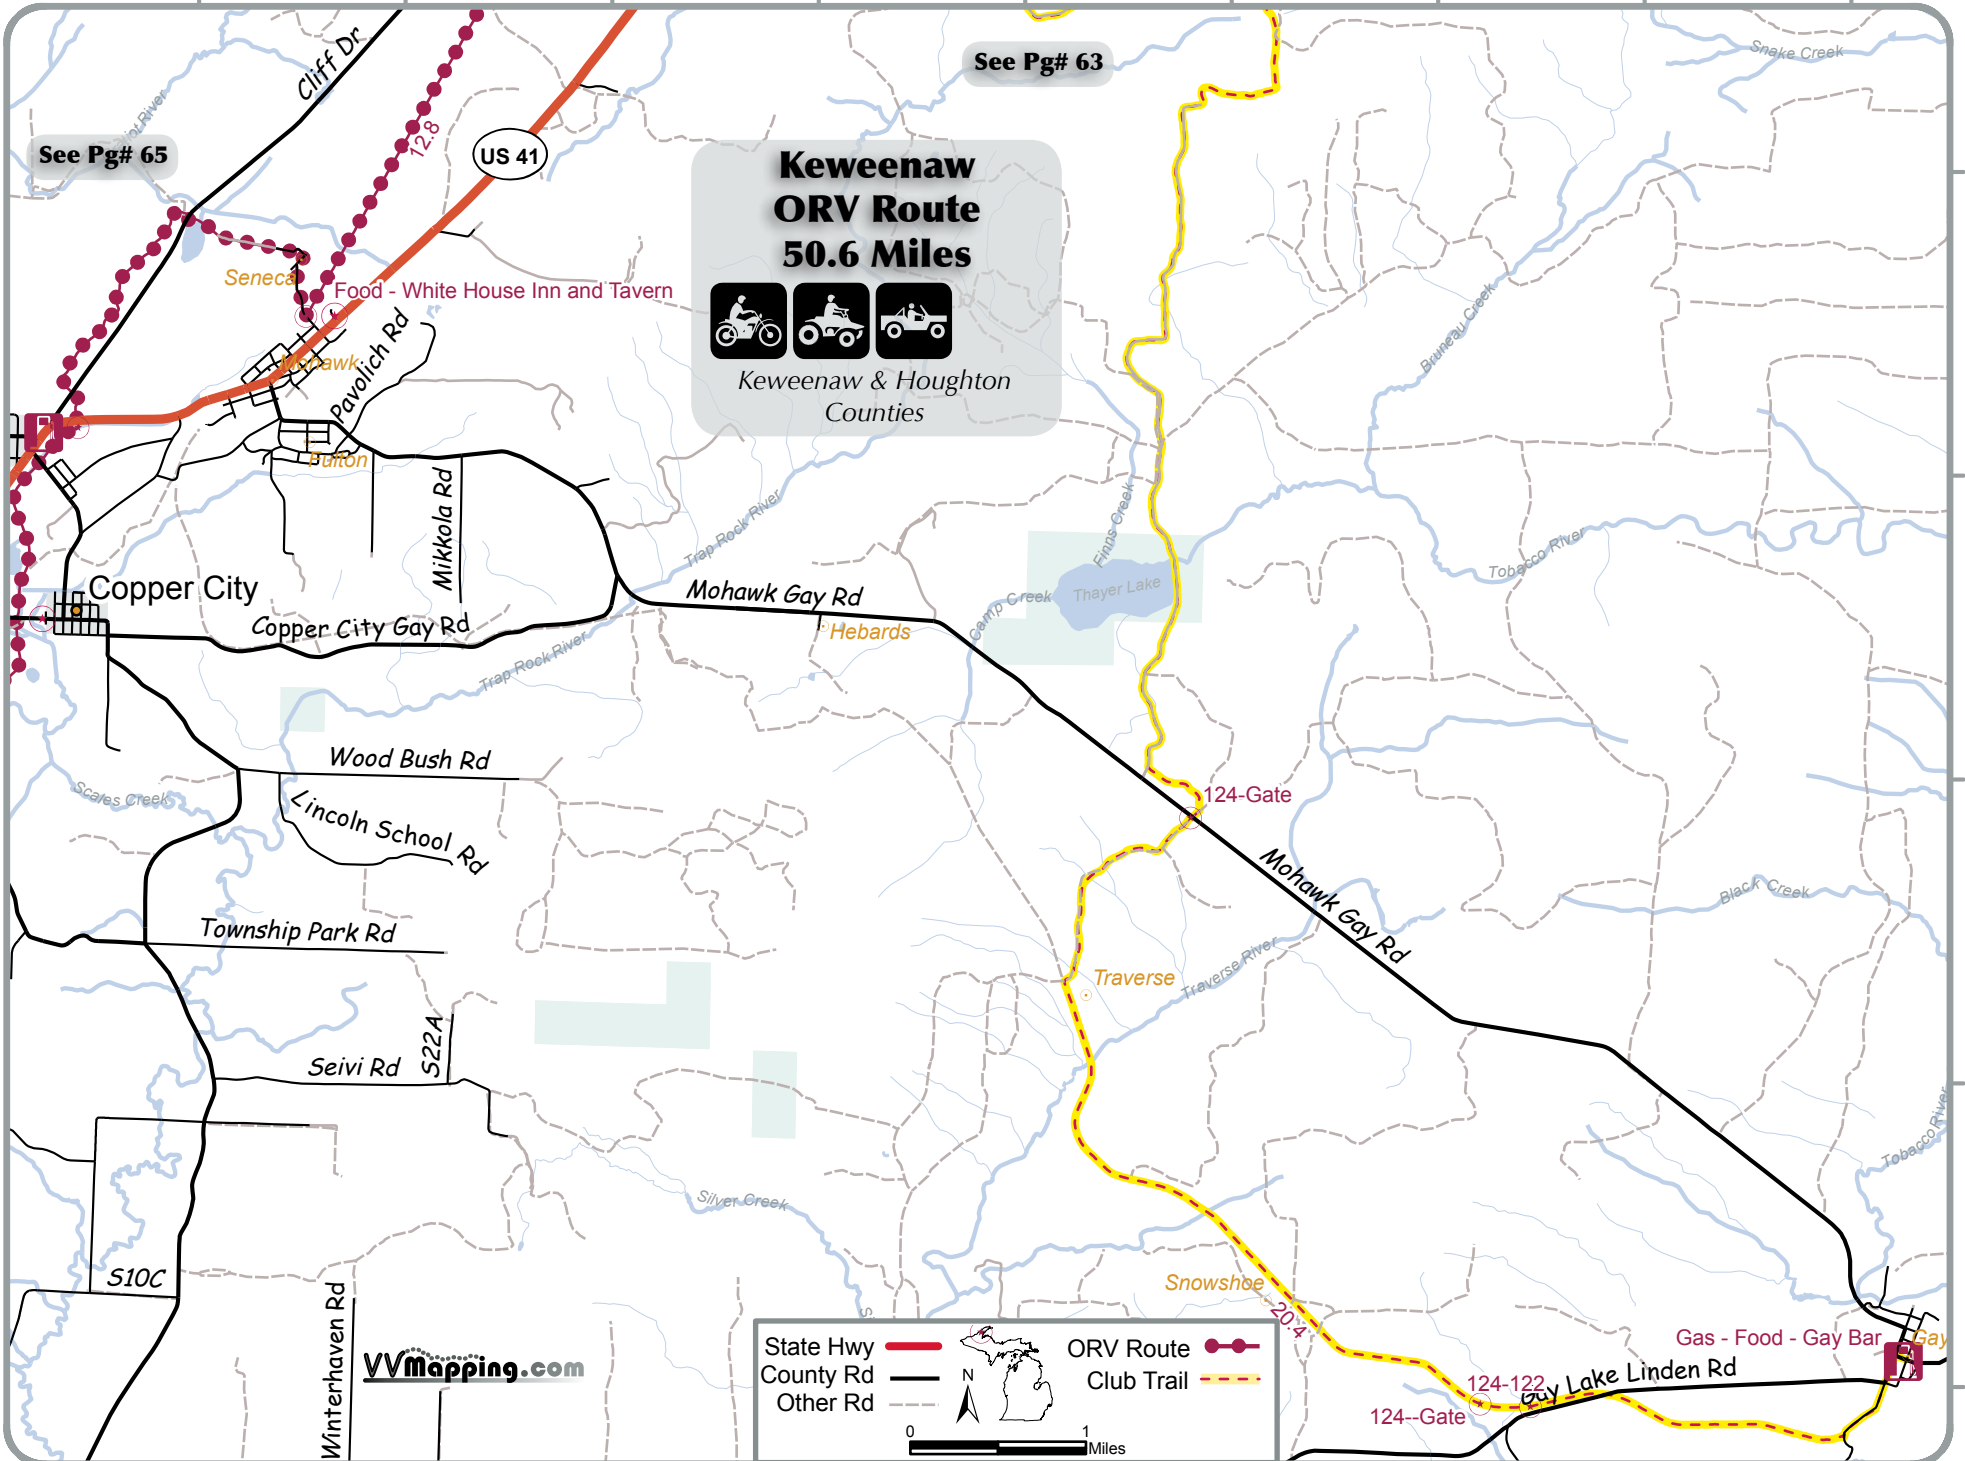 See Pg# 63
See Pg# 65
Cliff Dr
12.8
US 41
Snake Creek
Keweenaw
ORV Route
50.6 Miles
Keweenaw & Houghton
Counties
Seneca
Food - White House Inn and Tavern
Mohawk
Pavolich Rd
Fulton
Mikkola Rd
Bruneau Creek
Trap Rock River
Finns Creek
Tobacco River
Copper City
Copper City Gay Rd
Mohawk Gay Rd
Hebards
Camp Creek
Thayer Lake
Trap Rock River
Wood Bush Rd
Scales Creek
Lincoln School Rd
124-Gate
Mohawk Gay Rd
Black Creek
Township Park Rd
Traverse
Traverse River
S22A
Seivi Rd
Tobacco River
Silver Creek
S10C
Winterhaven Rd
Snowshoe
20.4
Gas - Food - Gay Bar
Gay
124-122
Gay Lake Linden Rd
124--Gate
VVMapping.com
State Hwy
County Rd
Other Rd
N
ORV Route
Club Trail
0 1
Miles